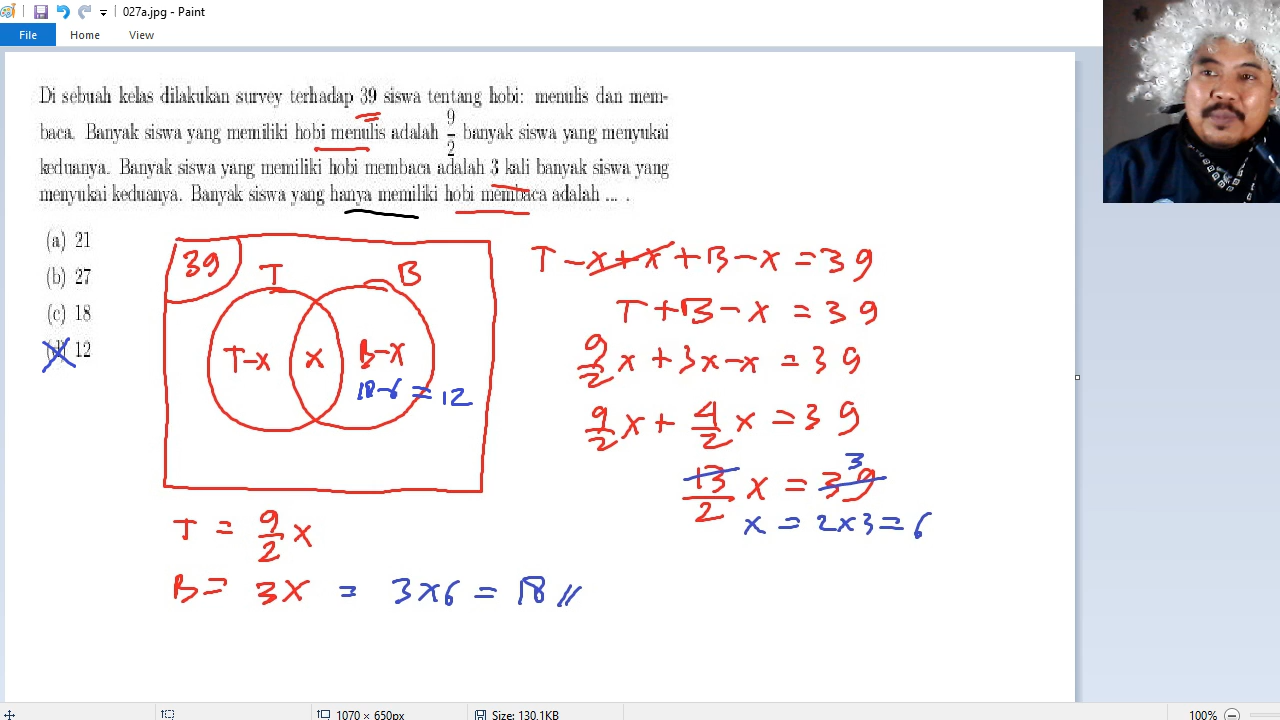 027a.jpg - Paint
File Home View
Di sebuah kelas dilakukan survey terhadap 39 siswa tentang hobi: menulis dan mem-
baca. Banyak siswa yang memiliki hobi menulis adalah 9/2 banyak siswa yang menyukai
keduanya. Banyak siswa yang memiliki hobi membaca adalah 3 kali banyak siswa yang
menyukai keduanya. Banyak siswa yang hanya memiliki hobi membaca adalah ... .
(a) 21
(b) 27
(c) 18
(d) 12
39
T B
T-x x B-x
18-6 = 12
T = 9/2 x
B = 3x = 3x6 = 18 //
T - x + x + B - x = 39
T + B - x = 39
9/2 x + 3x - x = 39
9/2 x + 4/2 x = 39
13/2 x = 39 3
x = 2x3 = 6
1070 × 650px Size: 130.1KB 100%